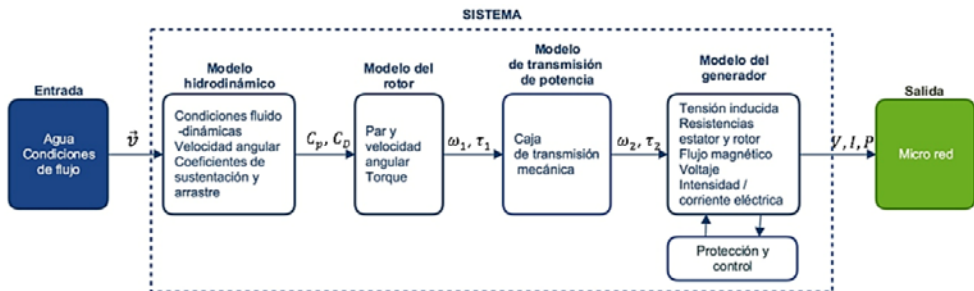 SISTEMA
Entrada
Agua
Condiciones
de flujo
v⃗
Modelo
hidrodinámico
Condiciones fluido
-dinámicas
Velocidad angular
Coeficientes de
sustentación y
arrastre
C_p, C_D
Modelo del
rotor
Par y
velocidad
angular
Torque
ω₁, τ₁
Modelo
de transmisión
de potencia
Caja
de transmisión
mecánica
ω₂, τ₂
Modelo del
generador
Tensión inducida
Resistencias
estator y rotor
Flujo magnético
Voltaje
Intensidad /
corriente eléctrica
Protección y
control
V, I, P
Salida
Micro red